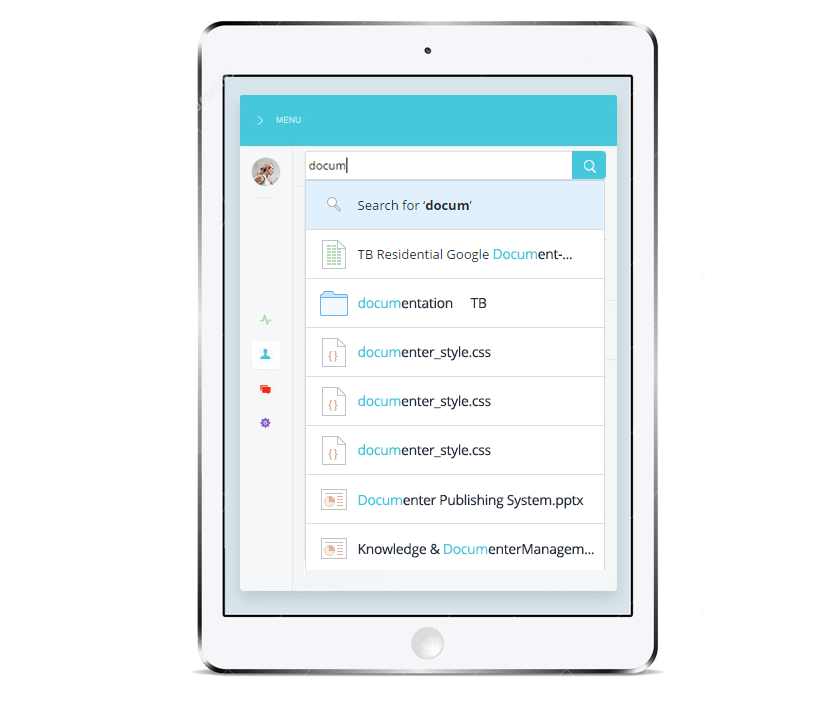 MENU
docum
Search for ‘docum’
TB Residential Google Document-...
documentation TB
documenter_style.css
documenter_style.css
documenter_style.css
Documenter Publishing System.pptx
Knowledge & DocumenterManagem...